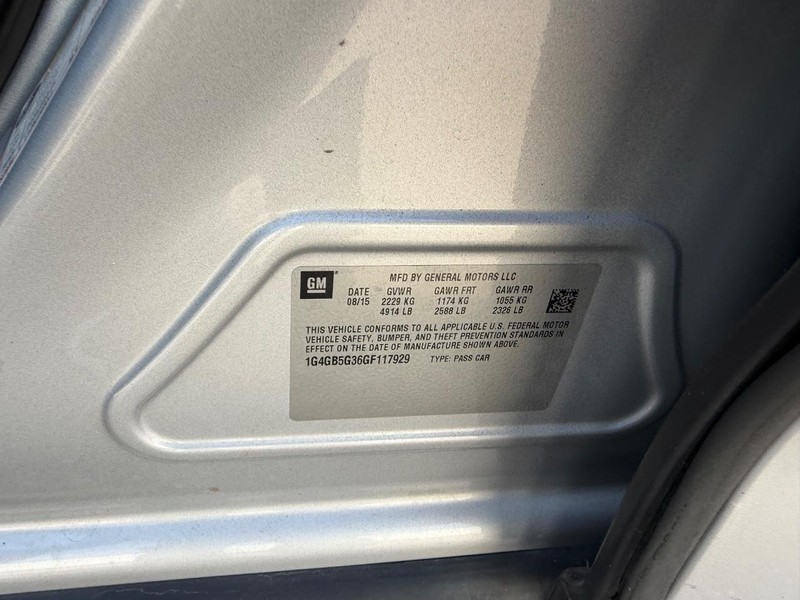 GM MFD BY GENERAL MOTORS LLC
DATE GVWR GAWR FRT GAWR RR
08/15 2229 KG 1174 KG 1055 KG
4914 LB 2588 LB 2326 LB
THIS VEHICLE CONFORMS TO ALL APPLICABLE U.S. FEDERAL MOTOR
VEHICLE SAFETY, BUMPER, AND THEFT PREVENTION STANDARDS IN
EFFECT ON THE DATE OF MANUFACTURE SHOWN ABOVE.
1G4GB5G36GF117929 TYPE: PASS CAR